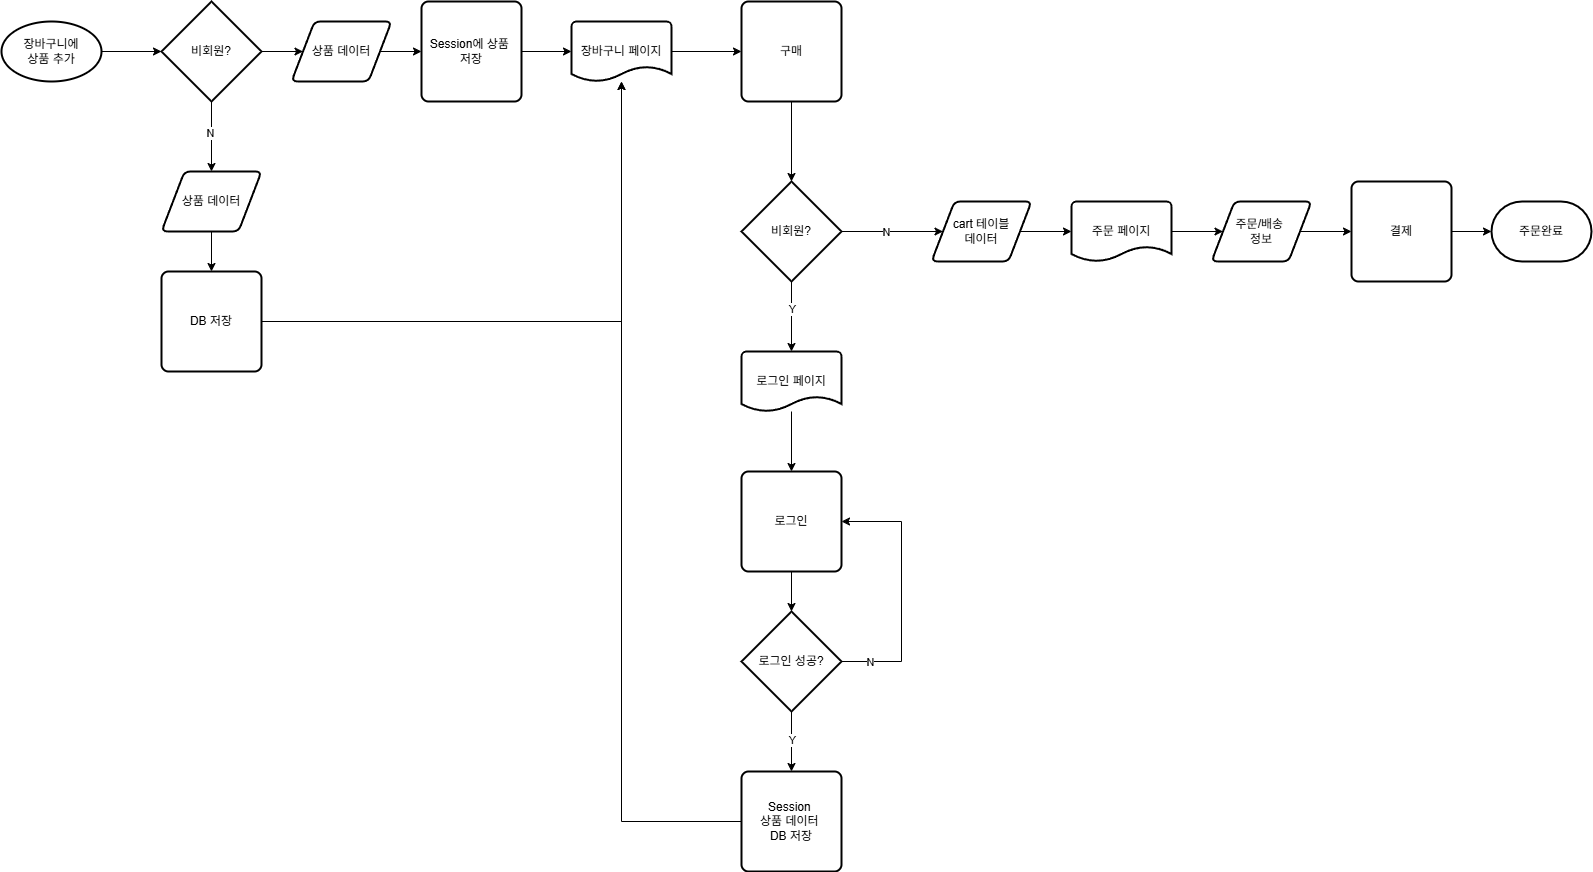 장바구니에
상품 추가
비회원?
상품 데이터
Session에 상품
저장
장바구니 페이지
구매
N
상품 데이터
DB 저장
비회원?
N
cart 테이블
데이터
주문 페이지
주문/배송
정보
결제
주문완료
Y
로그인 페이지
로그인
로그인 성공?
N
Y
Session
상품 데이터
DB 저장